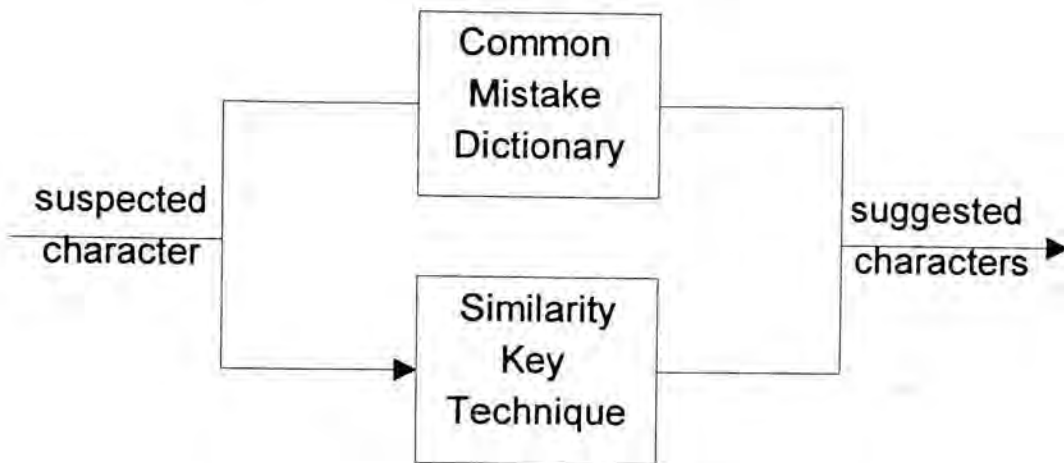 Common
Mistake
Dictionary
suspected
character
suggested
characters
Similarity
Key
Technique